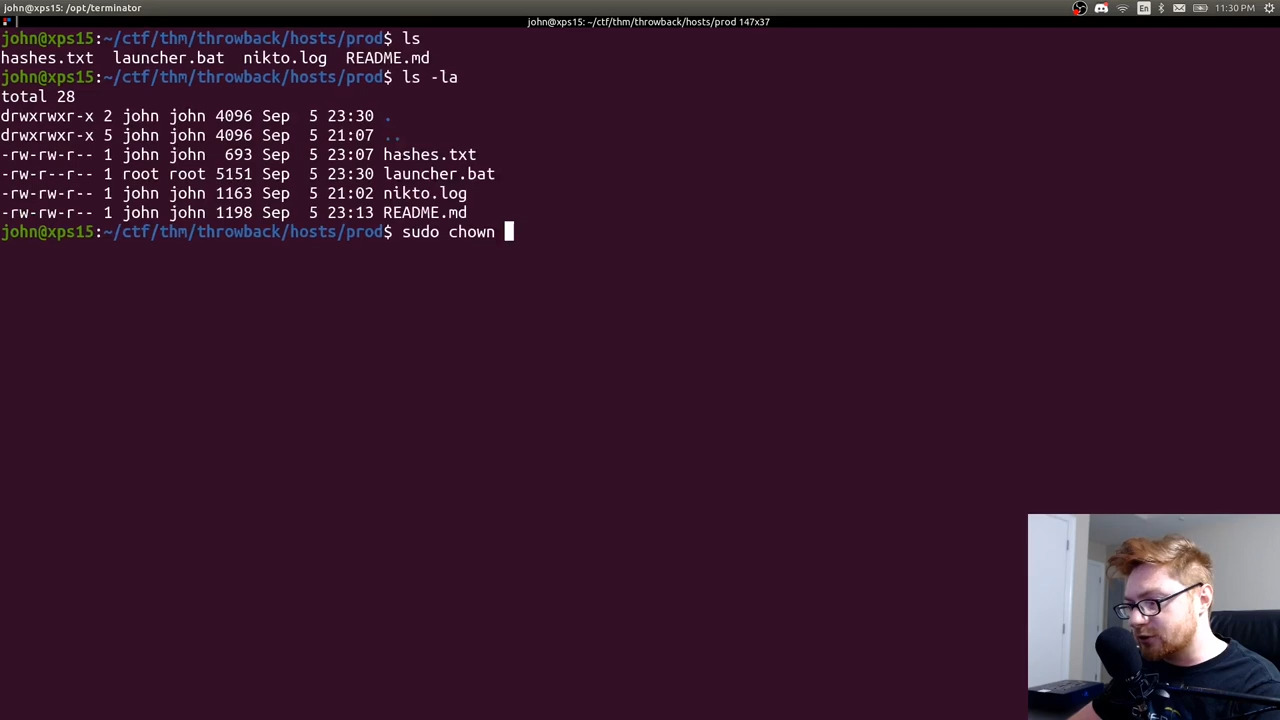 john@xps15: /opt/terminator
En
11:30 PM
john@xps15: ~/ctf/thm/throwback/hosts/prod 147x37
john@xps15:~/ctf/thm/throwback/hosts/prod$ ls
hashes.txt  launcher.bat  nikto.log  README.md
john@xps15:~/ctf/thm/throwback/hosts/prod$ ls -la
total 28
drwxrwxr-x 2 john john 4096 Sep  5 23:30 .
drwxrwxr-x 5 john john 4096 Sep  5 21:07 ..
-rw-rw-r-- 1 john john  693 Sep  5 23:07 hashes.txt
-rw-rw-r-- 1 root root 5151 Sep  5 23:30 launcher.bat
-rw-rw-r-- 1 john john 1163 Sep  5 21:02 nikto.log
-rw-rw-r-- 1 john john 1198 Sep  5 23:13 README.md
john@xps15:~/ctf/thm/throwback/hosts/prod$ sudo chown